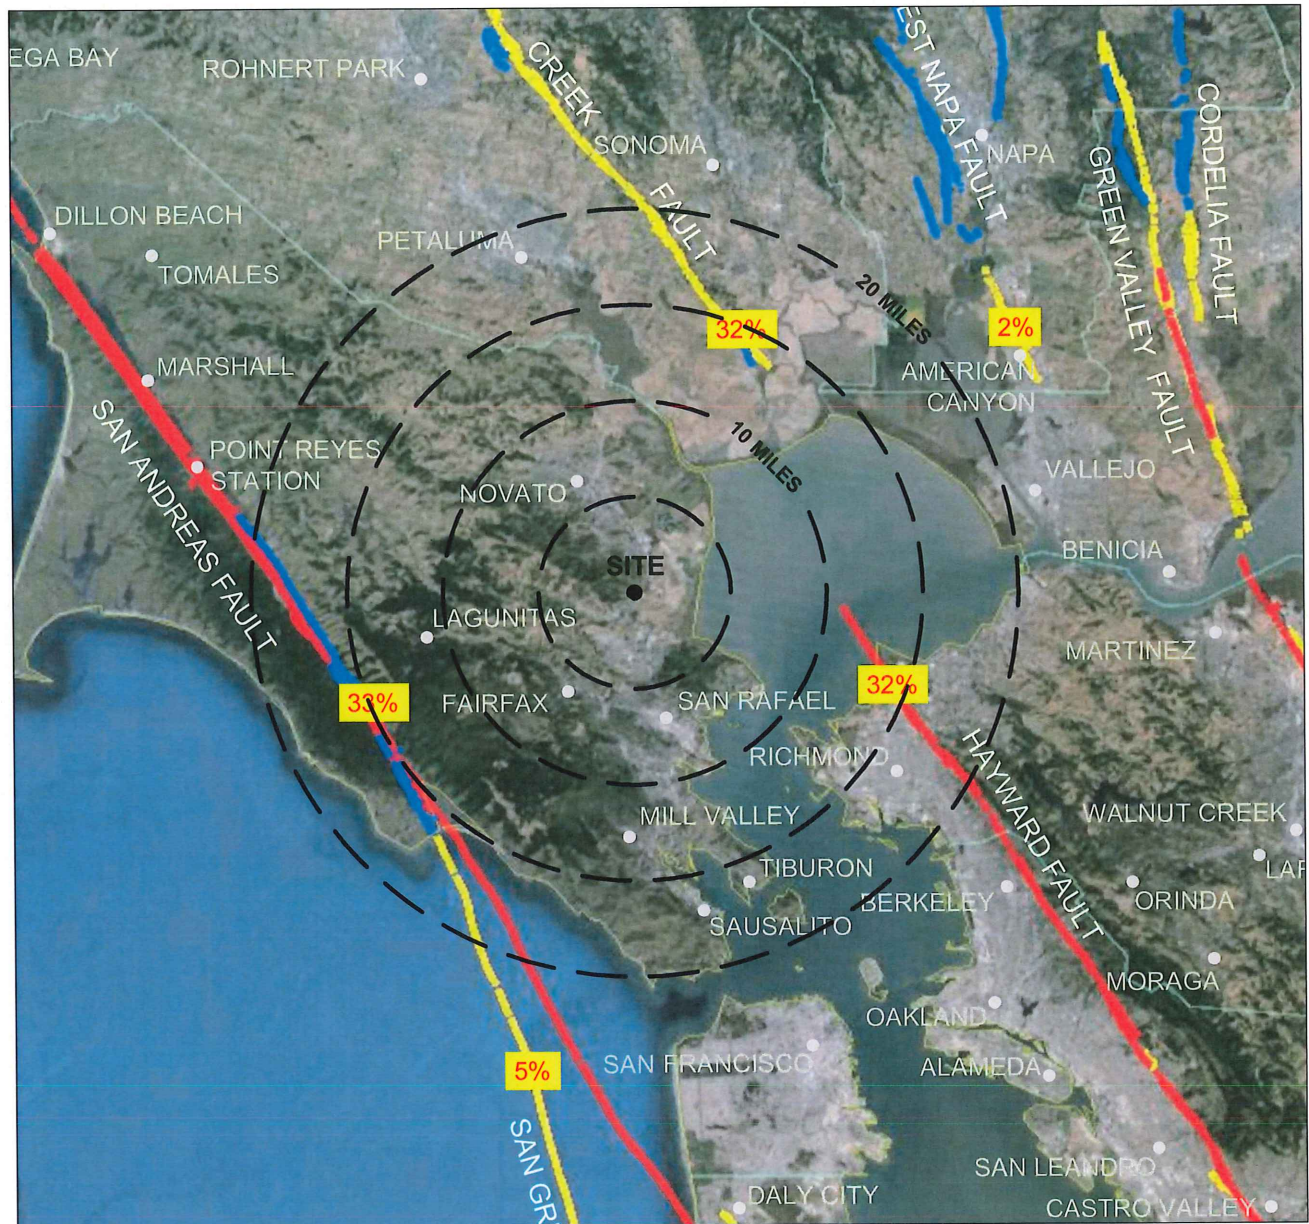 EGA BAY
ROHNERT PARK
CREEK
FAULT
SONOMA
EST NAPA FAULT
NAPA
GREEN VALLEY FAULT
CORDELIA FAULT
DILLON BEACH
TOMALES
PETALUMA
20 MILES
32%
2%
AMERICAN
CANYON
MARSHALL
SAN ANDREAS FAULT
POINT REYES
STATION
10 MILES
NOVATO
VALLEJO
BENICIA
SITE
LAGUNITAS
MARTINEZ
33%
FAIRFAX
SAN RAFAEL
32%
RICHMOND
HAYWARD FAULT
MILL VALLEY
WALNUT CREEK
TIBURON
LAF
BERKELEY
ORINDA
SAUSALITO
MORAGA
OAKLAND
SAN FRANCISCO
ALAMEDA
5%
SAN GR
SAN LEANDRO
DALY CITY
CASTRO VALLEY